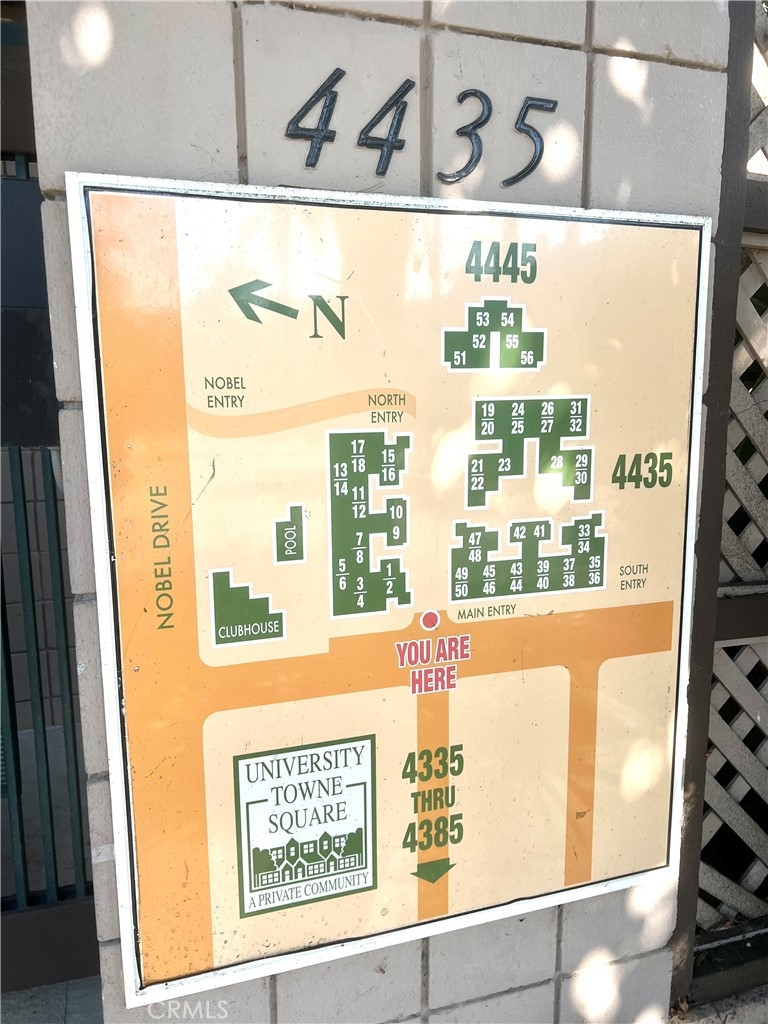 4435
4445
N
53 54
52 55
51 56
NOBEL
ENTRY
NORTH
ENTRY
19 24 26 31
20 25 27 32
21 23 28 29
22 30
4435
17
18
15
16
13
14
11
12
10
9
7
8
5
6
3
4
1
2
47
48
42 41
33
34
49 45 43 39 37 35
50 46 44 40 38 36
NOBEL DRIVE
POOL
CLUBHOUSE
SOUTH
ENTRY
MAIN ENTRY
YOU ARE
HERE
UNIVERSITY
TOWNE
SQUARE
A PRIVATE COMMUNITY
4335
THRU
4385
CRMLS